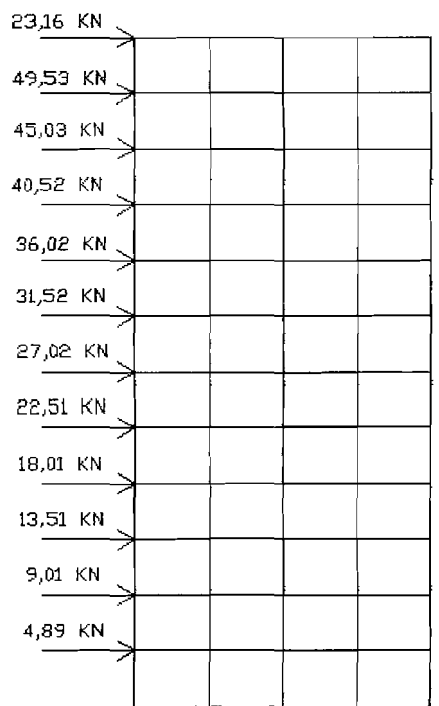 23,16 KN
49,53 KN
45,03 KN
40,52 KN
36,02 KN
31,52 KN
27,02 KN
22,51 KN
18,01 KN
13,51 KN
9,01 KN
4,89 KN